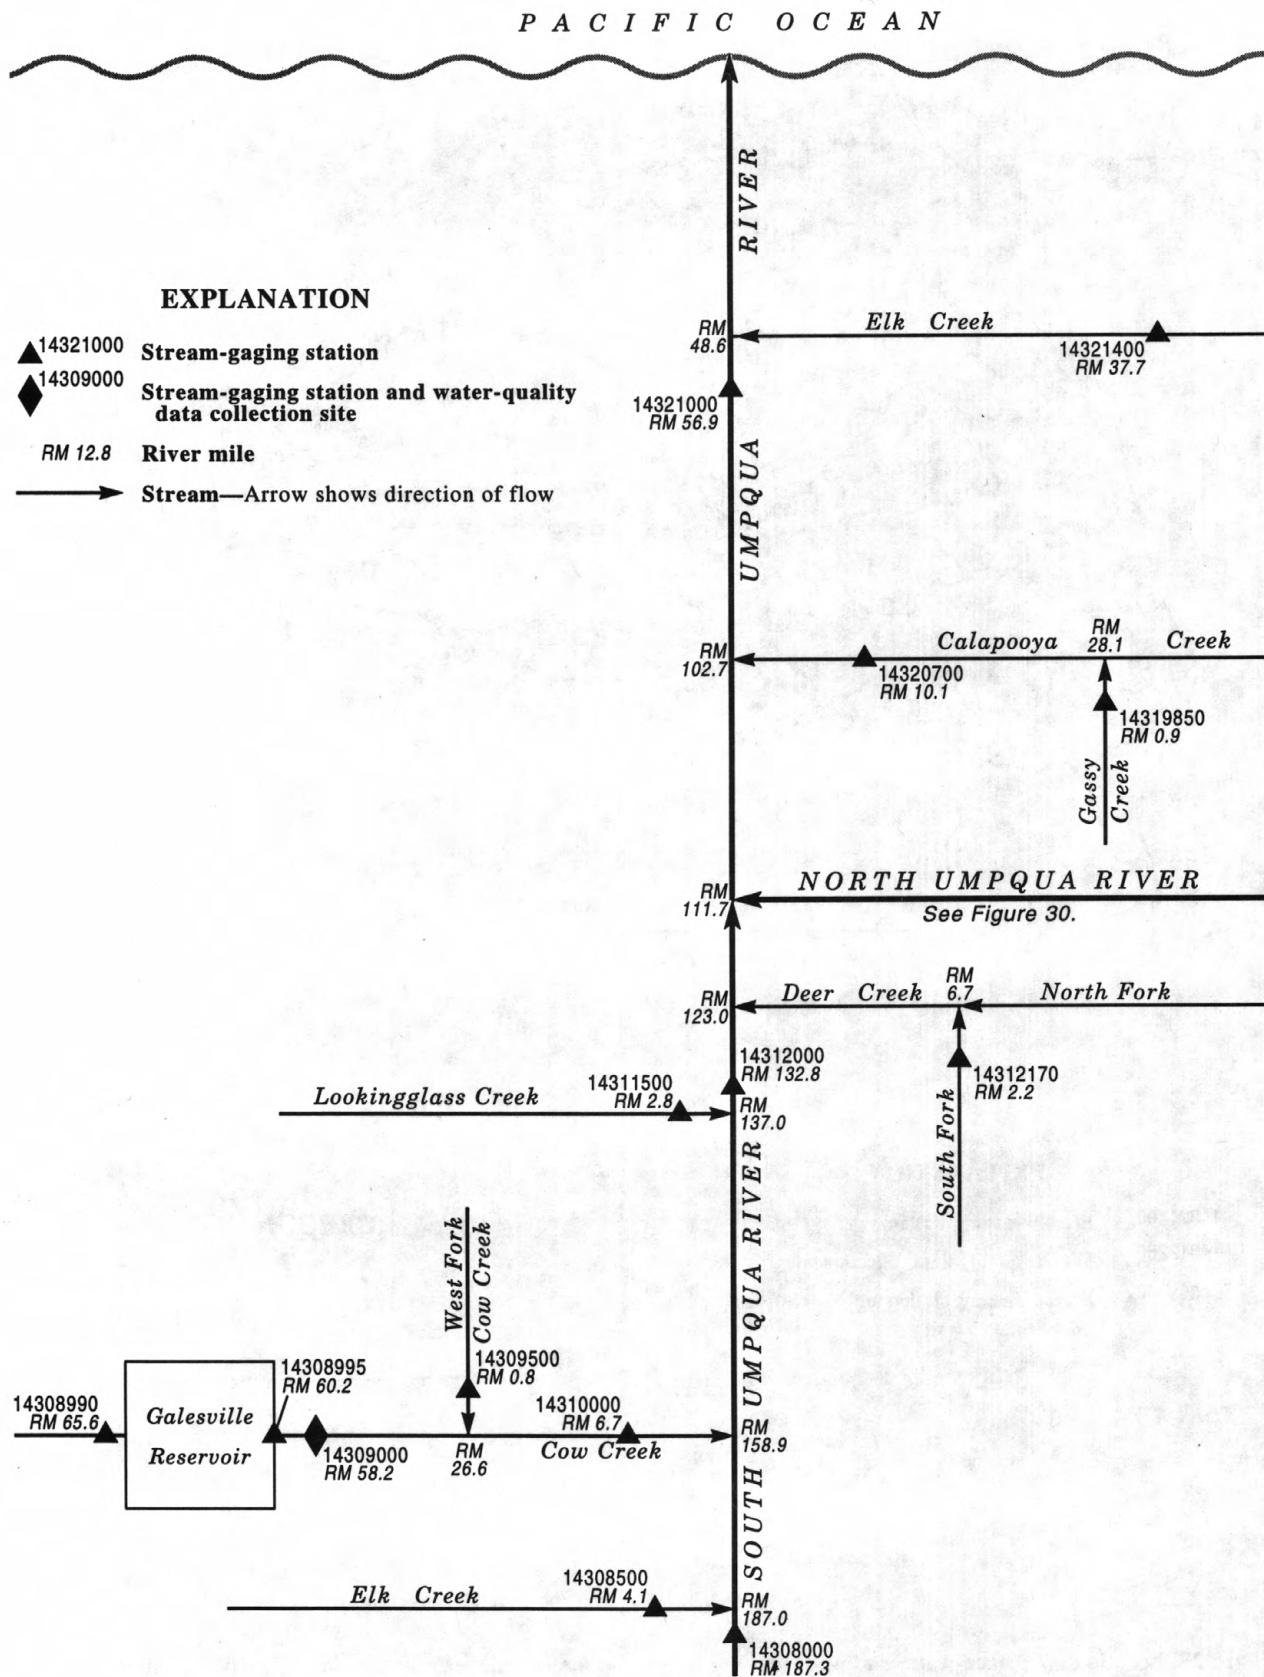 PACIFIC OCEAN
RIVER
EXPLANATION
14321000 Stream-gaging station
14309000 Stream-gaging station and water-quality
data collection site
RM 12.8 River mile
Stream—Arrow shows direction of flow
RM
48.6
Elk Creek
14321400
RM 37.7
14321000
RM 56.9
UMPQUA
RM
102.7
Calapooya
RM
28.1
Creek
14320700
RM 10.1
14319850
RM 0.9
Gassy
Creek
RM
111.7
NORTH UMPQUA RIVER
See Figure 30.
RM
123.0
Deer Creek
RM
6.7
North Fork
14312000
RM 132.8
14312170
RM 2.2
South Fork
Lookingglass Creek
14311500
RM 2.8
RM
137.0
SOUTH UMPQUA RIVER
West Fork
Cow Creek
14309500
RM 0.8
14308990
RM 65.6
Galesville
Reservoir
14308995
RM 60.2
14309000
RM 58.2
RM
26.6
14310000
RM 6.7
Cow Creek
RM
158.9
Elk Creek
14308500
RM 4.1
RM
187.0
14308000
RM 187.3